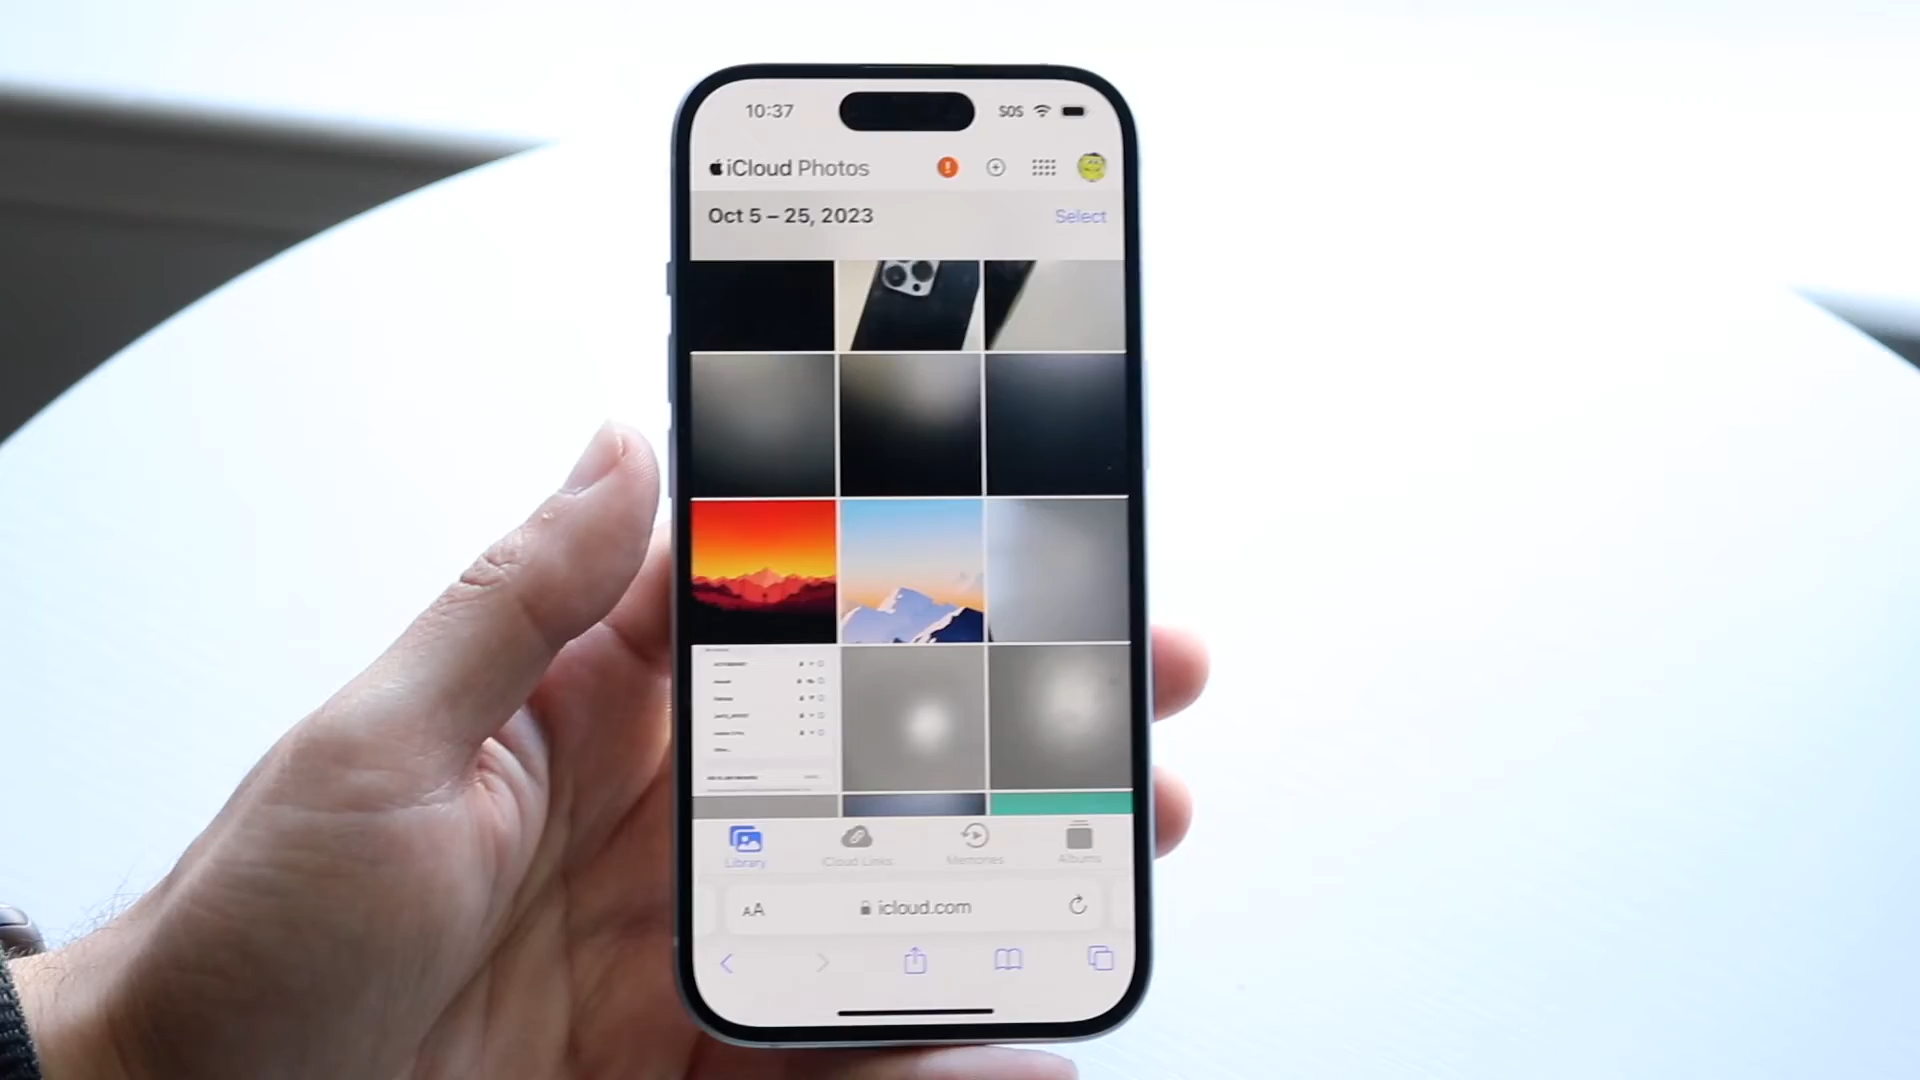 10:37 SOS
iCloud Photos
Oct 5 – 25, 2023 Select
Library iCloud Links Memories Albums
AA icloud.com